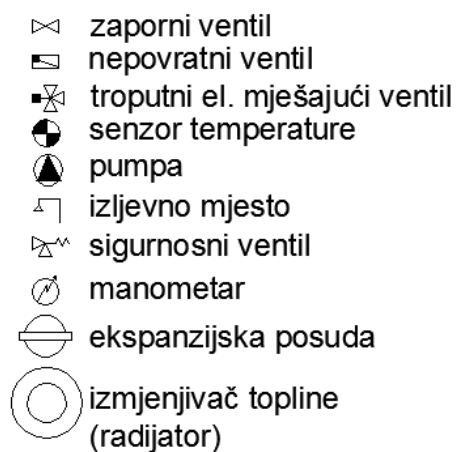 zaporni ventil
nepovratni ventil
troputni el. mješajući ventil
senzor temperature
pumpa
izljevno mjesto
sigurnosni ventil
manometar
ekspanzijska posuda
izmjenjivač topline
(radijator)